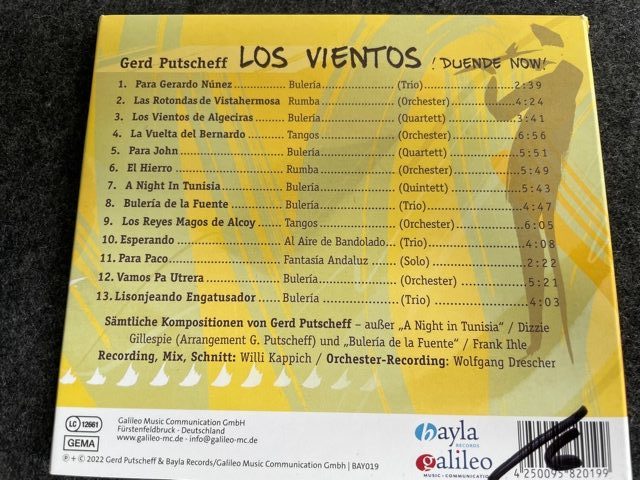 Gerd Putscheff LOS VIENTOS ! DUENDE NOW!
1. Para Gerardo Núnez ........ Bulería ........ (Trio) ........ 2:39
2. Las Rotondas de Vistahermosa Rumba ........ (Orchester) ........ 4:24
3. Los Vientos de Algeciras ........ Bulería ........ (Quartett) ........ 3:41
4. La Vuelta del Bernardo ........ Tangos ........ (Orchester) ........ 6:56
5. Para John ........ Bulería ........ (Quartett) ........ 5:51
6. El Hierro ........ Rumba ........ (Orchester) ........ 5:49
7. A Night In Tunisia ........ Bulería ........ (Quintett) ........ 5:43
8. Bulería de la Fuente ........ Bulería ........ (Trio) ........ 4:47
9. Los Reyes Magos de Alcoy ........ Tangos ........ (Orchester) ........ 6:05
10. Esperando ........ Al Aire de Bandolado... (Trio) ........ 4:08
11. Para Paco ........ Fantasía Andaluz ........ (Solo) ........ 2:22
12. Vamos Pa Utrera ........ Bulería ........ (Orchester) ........ 5:21
13. Lisonjeando Engatusador ........ Bulería ........ (Trio) ........ 4:03
Sämtliche Kompositionen von Gerd Putscheff – außer „A Night in Tunisia“ / Dizzie
Gillespie (Arrangement G. Putscheff) und „Bulería de la Fuente“ / Frank Ihle
Recording, Mix, Schnitt: Willi Kappich / Orchester-Recording: Wolfgang Drescher
LC 12661
GEMA
Galileo Music Communication GmbH
Fürstenfeldbruck - Deutschland
www.galileo-mc.de - info@galileo-mc.de
℗ + © 2022 Gerd Putscheff & Bayla Records/Galileo Music Communication Gmbh | BAY019
bayla
RECORDS
galileo
MUSIC COMMUNICATION
4 250095 820199